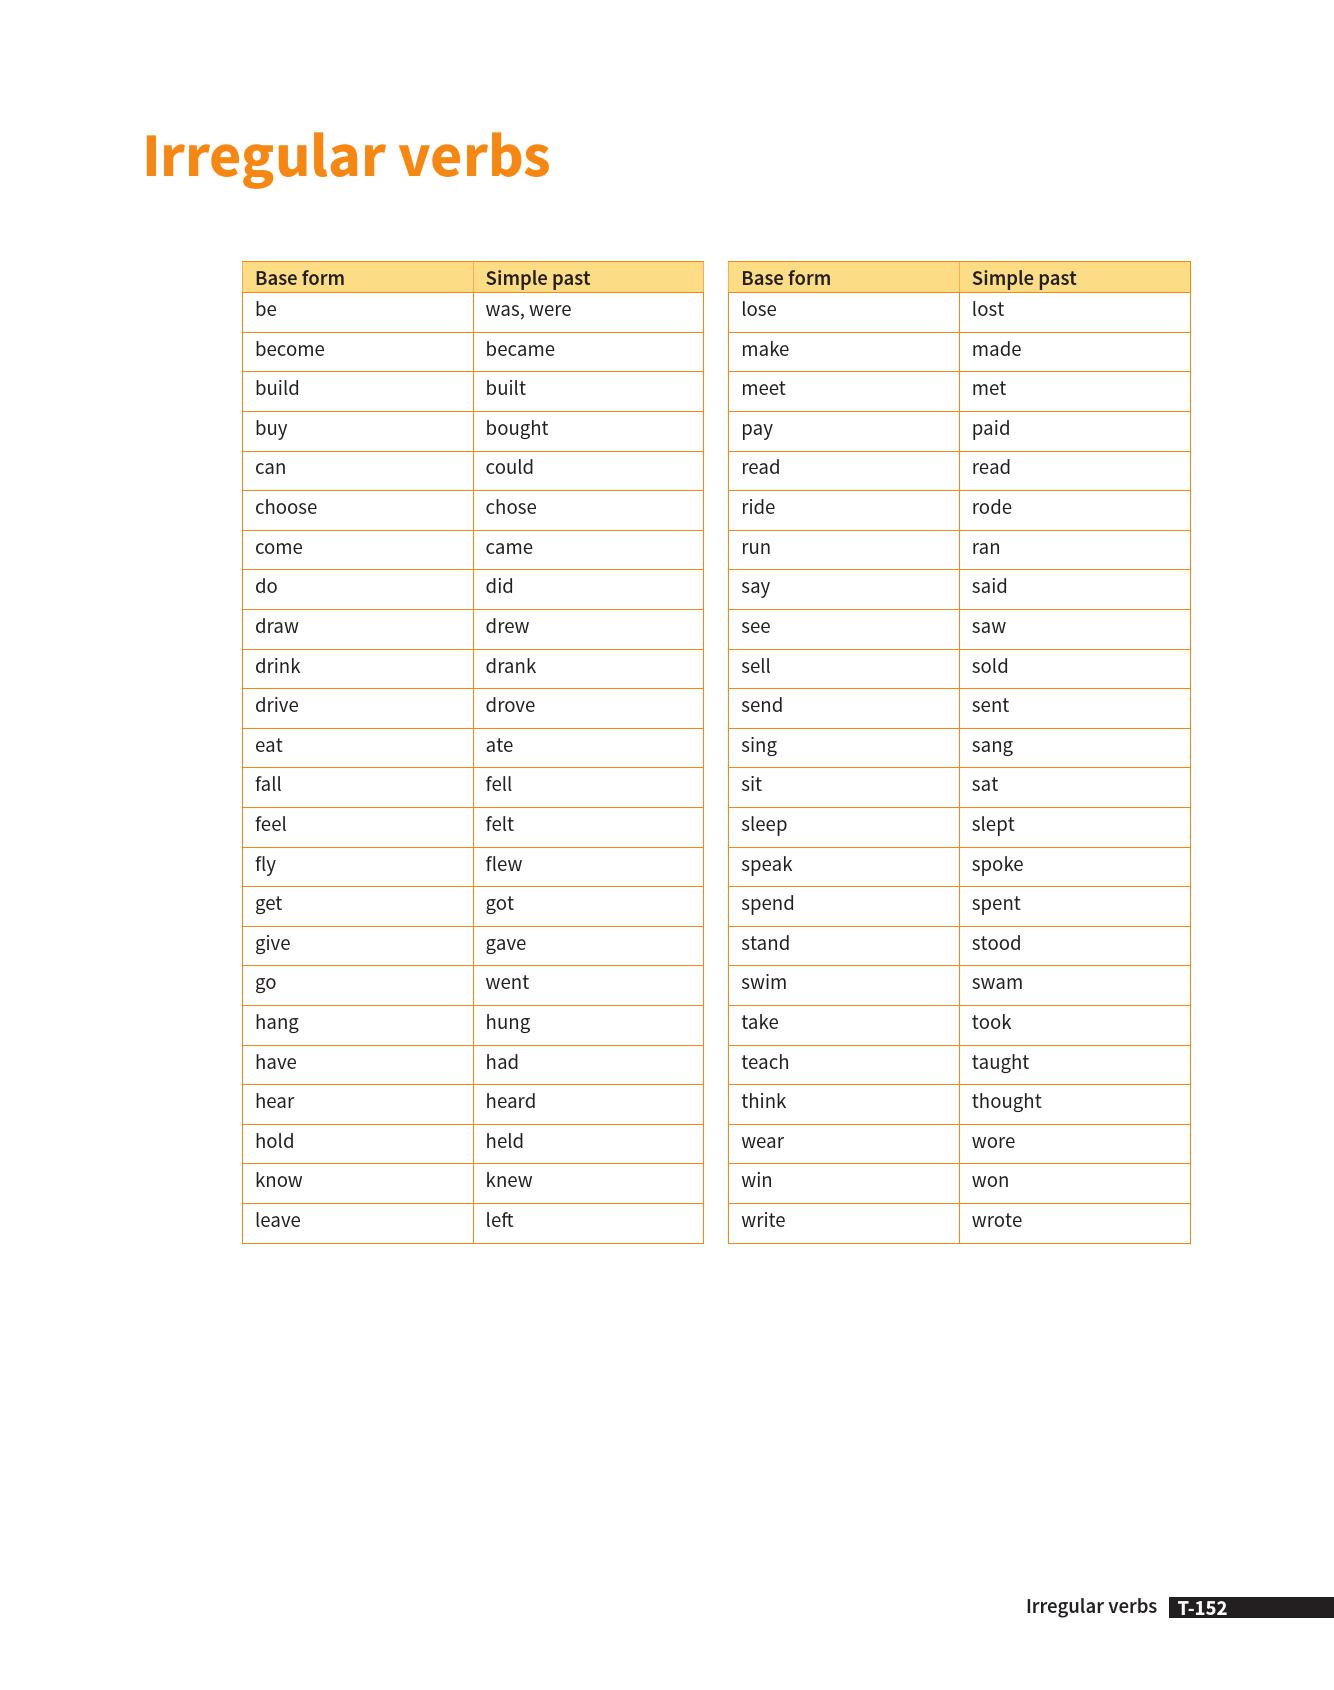 Irregular verbs
Base form Simple past
be was, were
become became
build built
buy bought
can could
choose chose
come came
do did
draw drew
drink drank
drive drove
eat ate
fall fell
feel felt
fly flew
get got
give gave
go went
hang hung
have had
hear heard
hold held
know knew
leave left
Base form Simple past
lose lost
make made
meet met
pay paid
read read
ride rode
run ran
say said
see saw
sell sold
send sent
sing sang
sit sat
sleep slept
speak spoke
spend spent
stand stood
swim swam
take took
teach taught
think thought
wear wore
win won
write wrote
Irregular verbs T-152